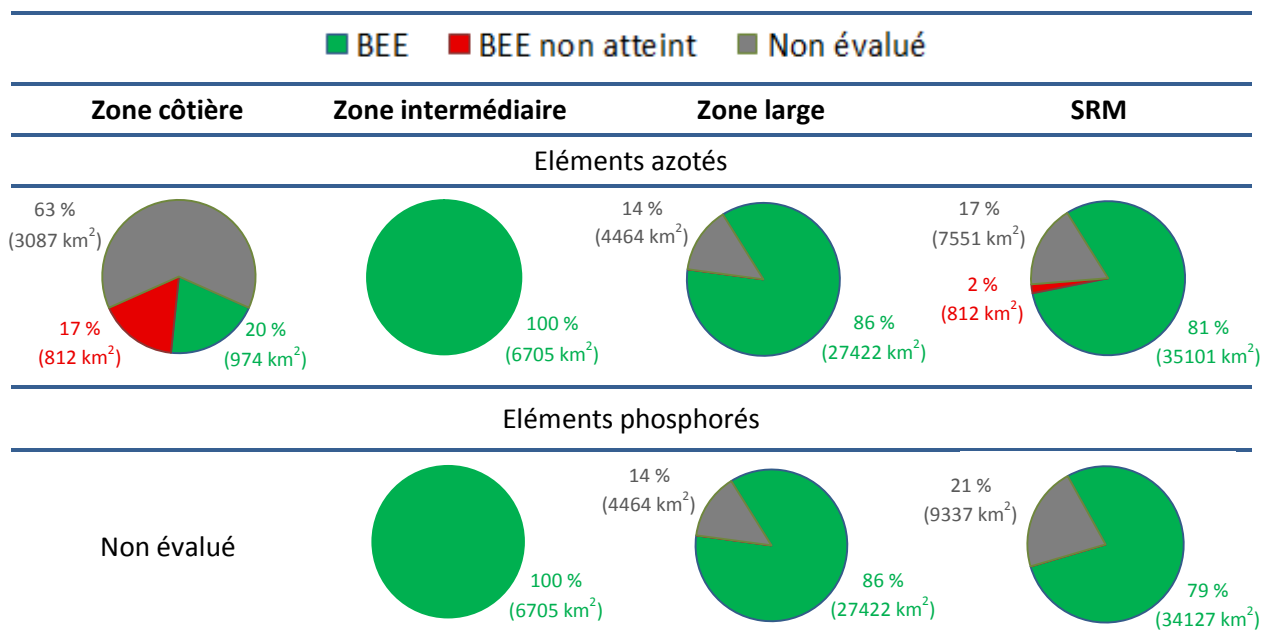 BEE BEE non atteint Non évalué
Zone côtière Zone intermédiaire Zone large SRM
Eléments azotés
63 %
(3087 km²)
17 %
(812 km²)
20 %
(974 km²)
100 %
(6705 km²)
14 %
(4464 km²)
86 %
(27422 km²)
17 %
(7551 km²)
2 %
(812 km²)
81 %
(35101 km²)
Eléments phosphorés
Non évalué
100 %
(6705 km²)
14 %
(4464 km²)
86 %
(27422 km²)
21 %
(9337 km²)
79 %
(34127 km²)